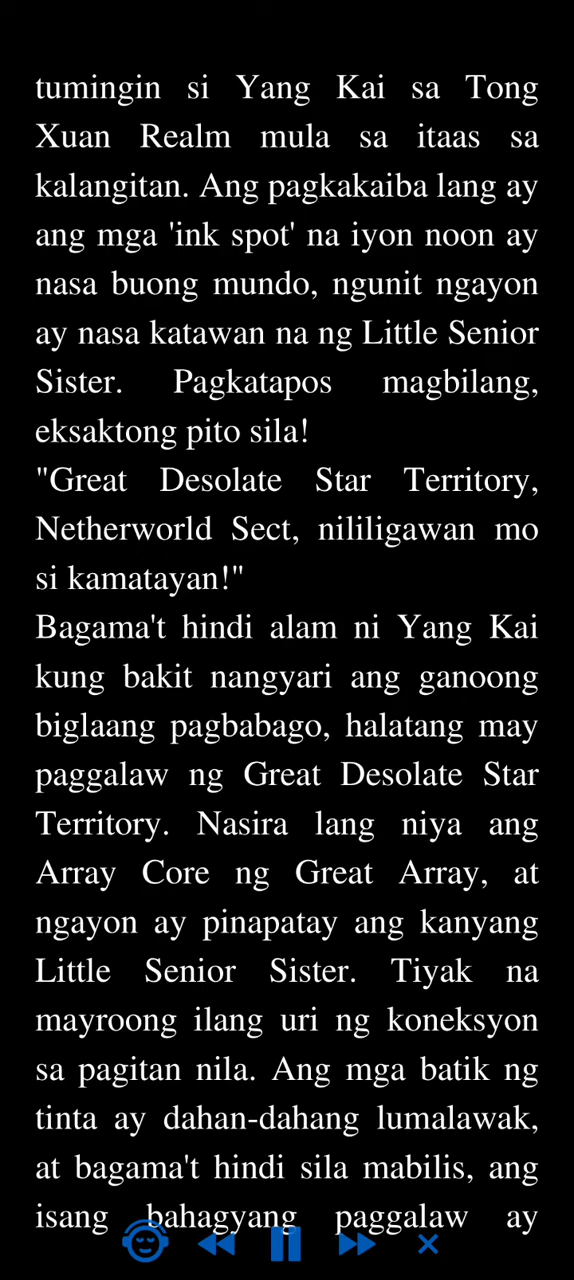 tumingin si Yang Kai sa Tong
Xuan Realm mula sa itaas sa
kalangitan. Ang pagkakaiba lang ay
ang mga 'ink spot' na iyon noon ay
nasa buong mundo, ngunit ngayon
ay nasa katawan na ng Little Senior
Sister. Pagkatapos magbilang,
eksaktong pito sila!
"Great Desolate Star Territory,
Netherworld Sect, nililigawan mo
si kamatayan!"
Bagama't hindi alam ni Yang Kai
kung bakit nangyari ang ganoong
biglaang pagbabago, halatang may
paggalaw ng Great Desolate Star
Territory. Nasira lang niya ang
Array Core ng Great Array, at
ngayon ay pinapatay ang kanyang
Little Senior Sister. Tiyak na
mayroong ilang uri ng koneksyon
sa pagitan nila. Ang mga batik ng
tinta ay dahan-dahang lumalawak,
at bagama't hindi sila mabilis, ang
isang bahagyang paggalaw ay